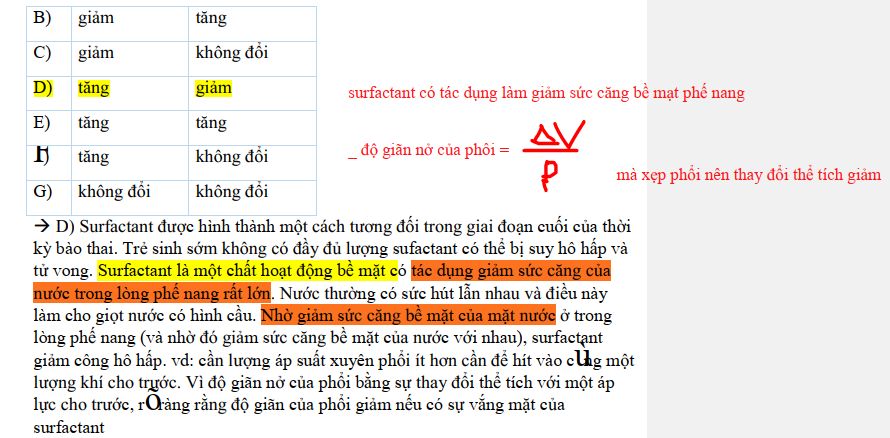 B) giảm tăng
C) giảm không đổi
D) tăng giảm
surfactant có tác dụng làm giảm sức căng bề mạt phế nang
E) tăng tăng
_ độ giãn nở của phôi = ΔV
P
F) tăng không đổi
mà xẹp phổi nên thay đổi thể tích giảm
G) không đổi không đổi
→ D) Surfactant được hình thành một cách tương đối trong giai đoạn cuối của thời
kỳ bào thai. Trẻ sinh sớm không có đầy đủ lượng sufactant có thể bị suy hô hấp và
tử vong. Surfactant là một chất hoạt động bề mặt có tác dụng giảm sức căng của
nước trong lòng phế nang rất lớn. Nước thường có sức hút lẫn nhau và điều này
làm cho giọt nước có hình cầu. Nhờ giảm sức căng bề mặt của mặt nước ở trong
lòng phế nang (và nhờ đó giảm sức căng bề mặt của nước với nhau), surfactant
giảm công hô hấp. vd: cần lượng áp suất xuyên phổi ít hơn cần để hít vào cùng một
lượng khí cho trước. Vì độ giãn nở của phổi bằng sự thay đổi thể tích với một áp
lực cho trước, rõ ràng rằng độ giãn của phổi giảm nếu có sự vắng mặt của
surfactant